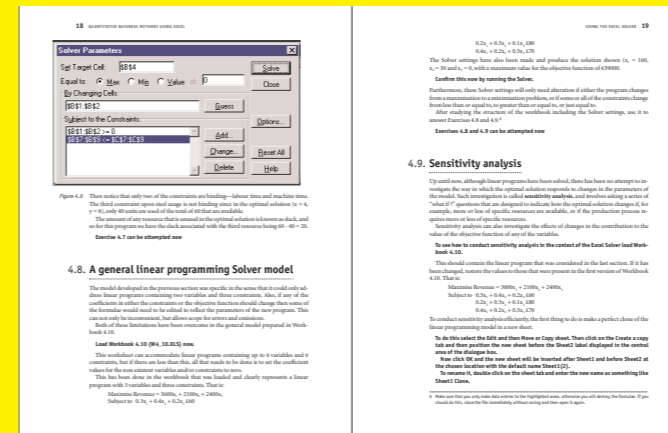 18 QUANTITATIVE BUSINESS METHODS USING EXCEL
Solver Parameters
Set Target Cell: $B$4
Solve
Equal to: Max Min Value of: 0
Close
By Changing Cells:
$B$1:$B$2
Guess
Subject to the Constraints:
Options...
$B$1:$B$2 >= 0
$B$7:$B$9 <= $C$7:$C$9
Add...
Change...
Reset All
Delete
Help
Figure 4.6 Then notice that only two of the constraints are binding—labour time and machine time.
The third constraint upon steel usage is not binding since in the optimal solution (x = 4,
y = 8), only 40 units are used of the total of 60 that are available.
The amount of any resource that is unused in the optimal solution is known as slack, and
so for this program we have the slack associated with the third resource being 60 – 40 = 20.
Exercise 4.7 can be attempted now
4.8. A general linear programming Solver model
The model developed in the previous section was specific in the sense that it could only ad-
dress linear programs containing two variables and three constraints. Also, if any of the
coefficients in either the constraints or the objective function should change then some of
the formulae would need to be edited to reflect the parameters of the new program. This
can not only be inconvenient, but allows scope for errors and omissions.
Both of these limitations have been overcome in the general model prepared in Work-
book 4.10.
Load Workbook 4.10 (W4_10.XLS) now.
This worksheet can accommodate linear programs containing up to 6 variables and 6
constraints, but if there are less than this, all that needs to be done is to set the coefficient
values for the non existent variables and/or constraints to zero.
This has been done in the workbook that was loaded and clearly represents a linear
program with 3 variables and three constraints. That is:
Maximise Revenue = 3600x₁ + 2100x₂ + 2400x₃
Subject to 0.3x₁ + 0.4x₂ + 0.2x₃ ≤60
USING THE EXCEL SOLVER 19
0.2x₁ + 0.3x₂ + 0.1x₃ ≤80
0.4x₁ + 0.2x₂ + 0.3x₃ ≤70
The Solver settings have also been made and produce the solution shown (x₁ = 160,
x₂ = 30 and x₃ = 0, with a maximum value for the objective function of 639000.
Confirm this now by running the Solver.
Furthermore, these Solver settings will only need alteration if either the program changes
from a maximisation to a minimisation problem, or if some or all of the constraints change
from less than or equal to, to greater than or equal to, or just equal to.
After studying the structure of the workbook including the Solver settings, use it to
answer Exercises 4.8 and 4.9.⁶
Exercises 4.8 and 4.9 can be attempted now
4.9. Sensitivity analysis
Up until now, although linear programs have been solved, there has been no attempt to in-
vestigate the way in which the optimal solution responds to changes in the parameters of
the model. Such investigation is called sensitivity analysis, and involves asking a series of
"what if?" questions that are designed to indicate how the optimal solution changes if, for
example, more or less of specific resources are available, or if the production process re-
quires more or less of specific resources.
Sensitivity analysis can also investigate the effects of changes in the contribution to the
value of the objective function of any of the variables.
To see how to conduct sensitivity analysis in the context of the Excel Solver load Work-
book 4.10.
This should contain the linear program that was considered in the last section. If it has
been changed, restore the values to those that were present in the first version of Workbook
4.10. That is:
Maximise Revenue = 3600x₁ + 2100x₂ + 2400x₃
Subject to 0.3x₁ + 0.4x₂ + 0.2x₃ ≤60
0.2x₁ + 0.3x₂ + 0.1x₃ ≤80
0.4x₁ + 0.2x₂ + 0.3x₃ ≤70
To conduct sensitivity analysis efficiently, the first thing to do is make a perfect clone of the
linear programming model in a new sheet.
To do this select the Edit and then Move or Copy sheet. Then click on the Create a copy
tab and then position the new sheet before the Sheet2 label displayed in the central
area of the dialogue box.
Now click OK and the new sheet will be inserted after Sheet1 and before Sheet2 at
the chosen location with the default name Sheet1(2).
To rename it, double click on the sheet tab and enter the new name as something like
Sheet1 Clone.
6 Make sure that you only make data entries to the highlighted areas, otherwise you will destroy the formulae. If you
should do this, close the file immediately without saving and then open it again.